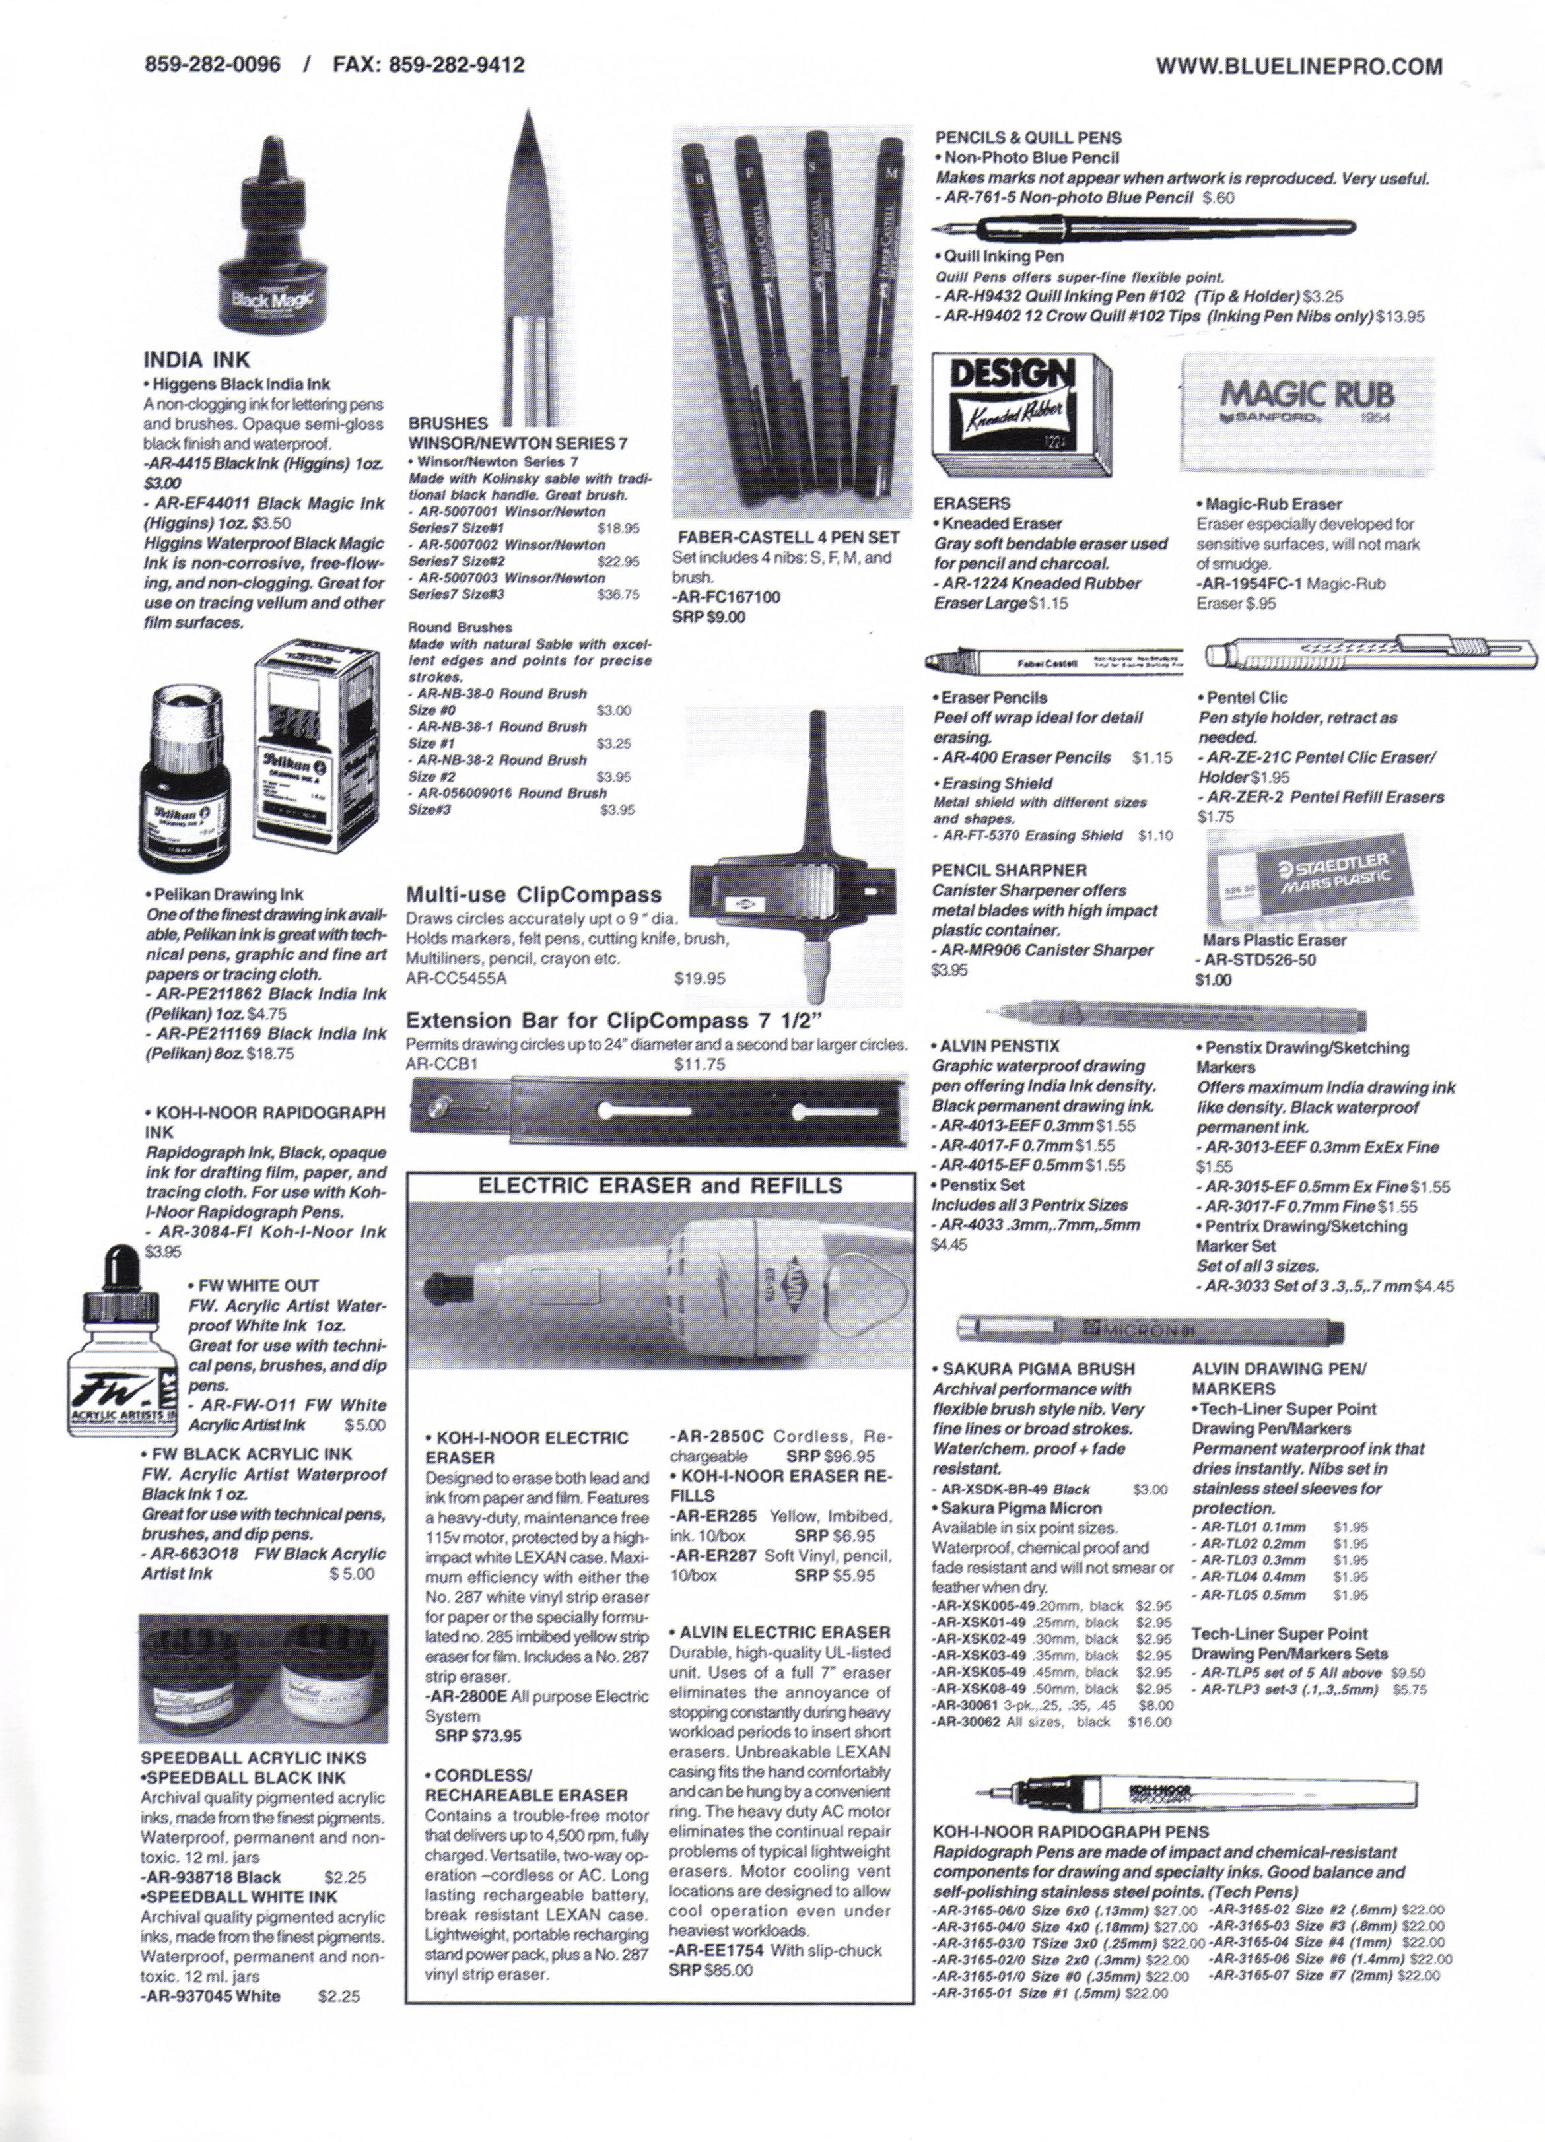 859-282-0096 / FAX: 859-282-9412
WWW.BLUELINEPRO.COM
Black Magic
INDIA INK
• Higgens Black India Ink
A non-clogging ink for lettering pens
and brushes. Opaque semi-gloss
black finish and waterproof.
-AR-4415 Black Ink (Higgins) 1oz.
$3.00
- AR-EF44011 Black Magic Ink
(Higgins) 1oz. $3.50
Higgins Waterproof Black Magic
Ink is non-corrosive, free-flow-
ing, and non-clogging. Great for
use on tracing vellum and other
film surfaces.
Pelikan
DRAWING INK A
Pelikan
DRAWING INK A
• Pelikan Drawing Ink
One of the finest drawing ink avail-
able, Pelikan ink is great with tech-
nical pens, graphic and fine art
papers or tracing cloth.
- AR-PE211862 Black India Ink
(Pelikan) 1oz. $4.75
- AR-PE211169 Black India Ink
(Pelikan) 8oz. $18.75
• KOH-I-NOOR RAPIDOGRAPH
INK
Rapidograph Ink, Black, opaque
ink for drafting film, paper, and
tracing cloth. For use with Koh-
I-Noor Rapidograph Pens.
- AR-3084-FI Koh-I-Noor Ink
$3.95
FW.
INK
ACRYLIC ARTISTS IN
• FW WHITE OUT
FW. Acrylic Artist Water-
proof White Ink 1oz.
Great for use with techni-
cal pens, brushes, and dip
pens.
- AR-FW-O11 FW White
Acrylic Artist Ink $5.00
• FW BLACK ACRYLIC INK
FW. Acrylic Artist Waterproof
Black Ink 1 oz.
Great for use with technical pens,
brushes, and dip pens.
- AR-663O18 FW Black Acrylic
Artist Ink $ 5.00
Speedball
Speedball
SPEEDBALL ACRYLIC INKS
•SPEEDBALL BLACK INK
Archival quality pigmented acrylic
inks, made from the finest pigments.
Waterproof, permanent and non-
toxic. 12 ml. jars
-AR-938718 Black $2.25
•SPEEDBALL WHITE INK
Archival quality pigmented acrylic
inks, made from the finest pigments.
Waterproof, permanent and non-
toxic. 12 ml. jars
-AR-937045 White $2.25
BRUSHES
WINSOR/NEWTON SERIES 7
• Winsor/Newton Series 7
Made with Kolinsky sable with tradi-
tional black handle. Great brush.
- AR-5007001 Winsor/Newton
Series7 Size#1 $18.95
- AR-5007002 Winsor/Newton
Series7 Size#2 $22.95
- AR-5007003 Winsor/Newton
Series7 Size#3 $36.75
Round Brushes
Made with natural Sable with excel-
lent edges and points for precise
strokes.
- AR-NB-38-0 Round Brush
Size #0 $3.00
- AR-NB-38-1 Round Brush
Size #1 $3.25
- AR-NB-38-2 Round Brush
Size #2 $3.95
- AR-056009016 Round Brush
Size#3 $3.95
B F S M
FABER-CASTELL
FABER-CASTELL
FABER-CASTELL
FABER-CASTELL
FABER-CASTELL 4 PEN SET
Set includes 4 nibs: S, F, M, and
brush.
-AR-FC167100
SRP $9.00
Multi-use ClipCompass
Draws circles accurately upt o 9 " dia.
Holds markers, felt pens, cutting knife, brush,
Multiliners, pencil, crayon etc.
AR-CC5455A $19.95
Extension Bar for ClipCompass 7 1/2"
Permits drawing circles up to 24" diameter and a second bar larger circles.
AR-CCB1 $11.75
ELECTRIC ERASER and REFILLS
ALVIN
• KOH-I-NOOR ELECTRIC
ERASER
Designed to erase both lead and
ink from paper and film. Features
a heavy-duty, maintenance free
115v motor, protected by a high-
impact white LEXAN case. Maxi-
mum efficiency with either the
No. 287 white vinyl strip eraser
for paper or the specially formu-
lated no. 285 imbibed yellow strip
eraser for film. Includes a No. 287
strip eraser.
-AR-2800E All purpose Electric
System
SRP $73.95
• CORDLESS/
RECHAREABLE ERASER
Contains a trouble-free motor
that delivers up to 4,500 rpm, fully
charged. Vertsatile, two-way op-
eration –cordless or AC. Long
lasting rechargeable battery,
break resistant LEXAN case.
Lightweight, portable recharging
stand power pack, plus a No. 287
vinyl strip eraser.
-AR-2850C Cordless, Re-
chargeable SRP $96.95
• KOH-I-NOOR ERASER RE-
FILLS
-AR-ER285 Yellow, Imbibed,
ink. 10/box SRP $6.95
-AR-ER287 Soft Vinyl, pencil,
10/box SRP $5.95
• ALVIN ELECTRIC ERASER
Durable, high-quality UL-listed
unit. Uses of a full 7" eraser
eliminates the annoyance of
stopping constantly during heavy
workload periods to insert short
erasers. Unbreakable LEXAN
casing fits the hand comfortably
and can be hung by a convenient
ring. The heavy duty AC motor
eliminates the continual repair
problems of typical lightweight
erasers. Motor cooling vent
locations are designed to allow
cool operation even under
heaviest workloads.
-AR-EE1754 With slip-chuck
SRP $85.00
PENCILS & QUILL PENS
• Non-Photo Blue Pencil
Makes marks not appear when artwork is reproduced. Very useful.
- AR-761-5 Non-photo Blue Pencil $.60
• Quill Inking Pen
Quill Pens offers super-fine flexible point.
- AR-H9432 Quill Inking Pen #102 (Tip & Holder) $3.25
- AR-H9402 12 Crow Quill #102 Tips (Inking Pen Nibs only) $13.95
DESIGN
Kneaded Rubber
1224
MAGIC RUB
SANFORD. 1954
ERASERS
• Kneaded Eraser
Gray soft bendable eraser used
for pencil and charcoal.
- AR-1224 Kneaded Rubber
Eraser Large $1.15
• Magic-Rub Eraser
Eraser especially developed for
sensitive surfaces, will not mark
of smudge.
-AR-1954FC-1 Magic-Rub
Eraser $.95
Faber Castell
• Eraser Pencils
Peel off wrap ideal for detail
erasing.
- AR-400 Eraser Pencils $1.15
• Erasing Shield
Metal shield with different sizes
and shapes.
- AR-FT-5370 Erasing Shield $1.10
PENCIL SHARPNER
Canister Sharpener offers
metal blades with high impact
plastic container.
- AR-MR906 Canister Sharper
$3.95
• Pentel Clic
Pen style holder, retract as
needed.
- AR-ZE-21C Pentel Clic Eraser/
Holder $1.95
- AR-ZER-2 Pentel Refill Erasers
$1.75
526 50
STAEDTLER
MARS PLASTIC
Mars Plastic Eraser
- AR-STD526-50
$1.00
• ALVIN PENSTIX
Graphic waterproof drawing
pen offering India Ink density.
Black permanent drawing ink.
- AR-4013-EEF 0.3mm $1.55
- AR-4017-F 0.7mm $1.55
- AR-4015-EF 0.5mm $1.55
• Penstix Set
Includes all 3 Pentrix Sizes
- AR-4033 .3mm,.7mm,.5mm
$4.45
• Penstix Drawing/Sketching
Markers
Offers maximum India drawing ink
like density. Black waterproof
permanent ink.
- AR-3013-EEF 0.3mm ExEx Fine
$1.55
- AR-3015-EF 0.5mm Ex Fine $1.55
- AR-3017-F 0.7mm Fine $1.55
• Pentrix Drawing/Sketching
Marker Set
Set of all 3 sizes.
- AR-3033 Set of 3 .3,.5,.7 mm $4.45
MICRON 01
• SAKURA PIGMA BRUSH
Archival performance with
flexible brush style nib. Very
fine lines or broad strokes.
Water/chem. proof + fade
resistant.
- AR-XSDK-BR-49 Black $3.00
• Sakura Pigma Micron
Available in six point sizes.
Waterproof, chemical proof and
fade resistant and will not smear or
feather when dry.
-AR-XSK005-49 .20mm, black $2.95
-AR-XSK01-49 .25mm, black $2.95
-AR-XSK02-49 .30mm, black $2.95
-AR-XSK03-49 .35mm, black $2.95
-AR-XSK05-49 .45mm, black $2.95
-AR-XSK08-49 .50mm, black $2.95
-AR-30061 3-pk., .25, .35, .45 $8.00
-AR-30062 All sizes, black $16.00
ALVIN DRAWING PEN/
MARKERS
•Tech-Liner Super Point
Drawing Pen/Markers
Permanent waterproof ink that
dries instantly. Nibs set in
stainless steel sleeves for
protection.
- AR-TL01 0.1mm $1.95
- AR-TL02 0.2mm $1.95
- AR-TL03 0.3mm $1.95
- AR-TL04 0.4mm $1.95
- AR-TL05 0.5mm $1.95
Tech-Liner Super Point
Drawing Pen/Markers Sets
- AR-TLP5 set of 5 All above $9.50
- AR-TLP3 set-3 (.1,.3,.5mm) $5.75
KOH-I-NOOR
RAPIDOGRAPH
KOH-I-NOOR RAPIDOGRAPH PENS
Rapidograph Pens are made of impact and chemical-resistant
components for drawing and specialty inks. Good balance and
self-polishing stainless steel points. (Tech Pens)
-AR-3165-06/0 Size 6x0 (.13mm) $27.00
-AR-3165-04/0 Size 4x0 (.18mm) $27.00
-AR-3165-03/0 TSize 3x0 (.25mm) $22.00
-AR-3165-02/0 Size 2x0 (.3mm) $22.00
-AR-3165-01/0 Size #0 (.35mm) $22.00
-AR-3165-01 Size #1 (.5mm) $22.00
-AR-3165-02 Size #2 (.6mm) $22.00
-AR-3165-03 Size #3 (.8mm) $22.00
-AR-3165-04 Size #4 (1mm) $22.00
-AR-3165-06 Size #6 (1.4mm) $22.00
-AR-3165-07 Size #7 (2mm) $22.00